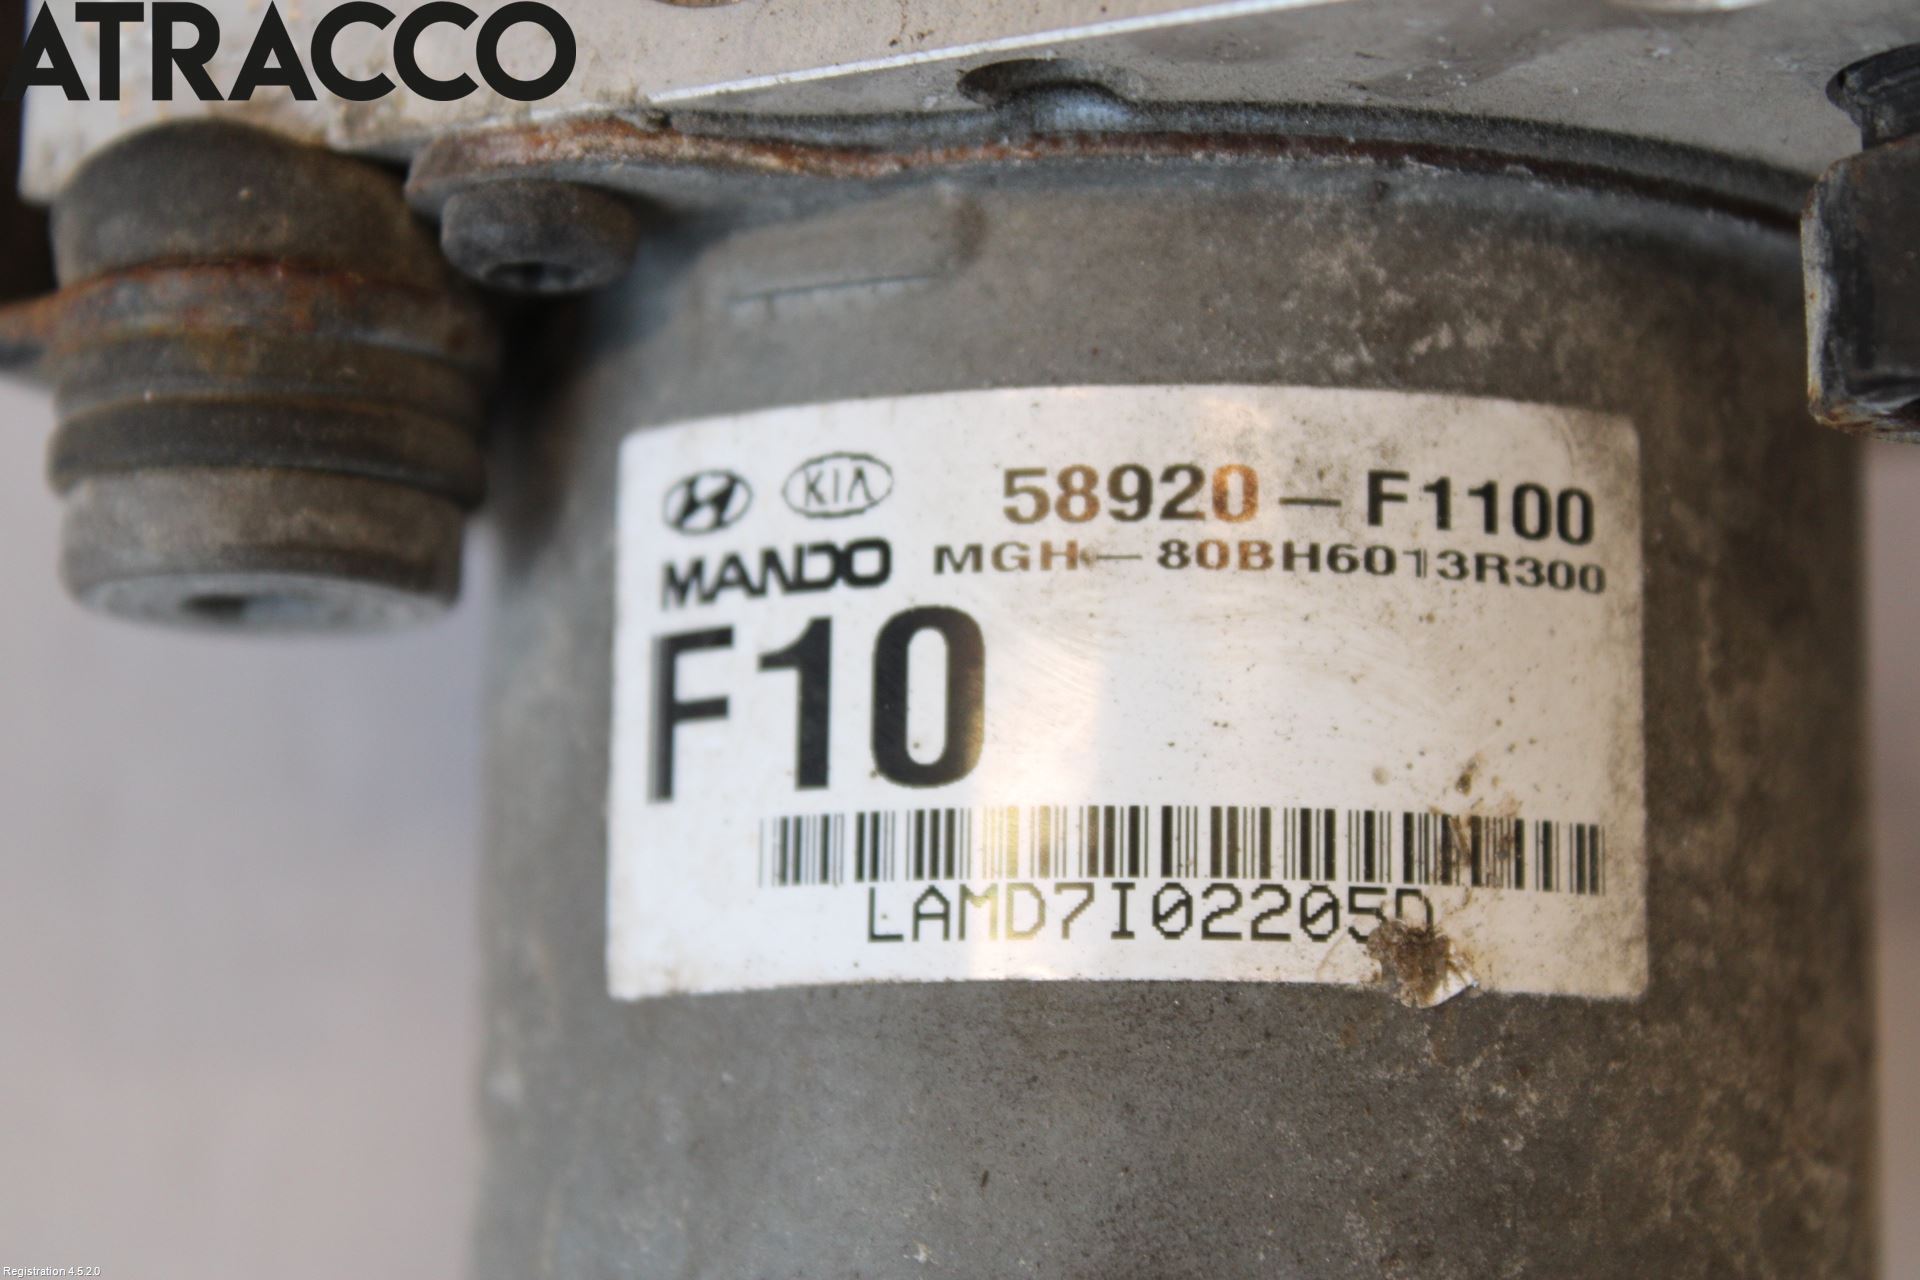 ATRACCO
KIA 58920-F1100
MANDO MGH-80BH6013R300
F10
LAMD7I02205D
Registration 4.5.2.0